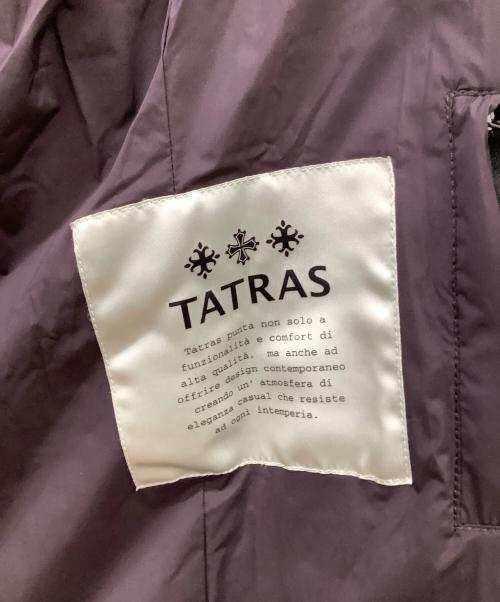 TATRAS
Tatras punta non solo a
funzionalità e comfort di
alta qualità, ma anche ad
offrire design contemporaneo
creando un' atmosfera di
eleganza casual che resiste
ad ogni intemperia.